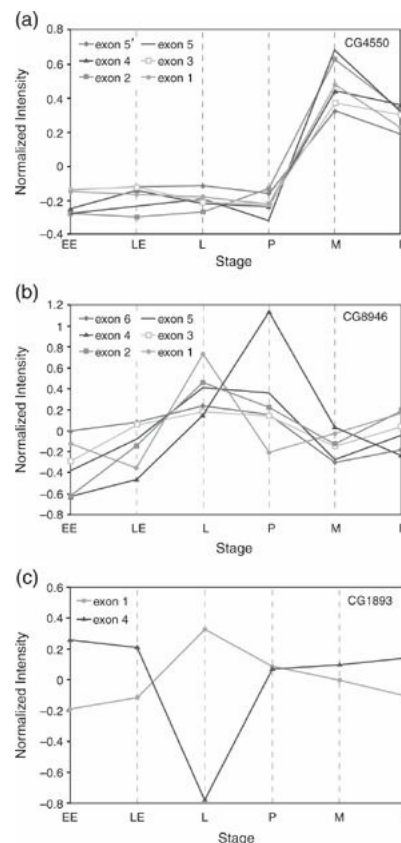 (a)
CG4550
exon 5' exon 5
exon 4 exon 3
exon 2 exon 1
Normalized Intensity
0.8
0.6
0.4
0.2
0
−0.2
−0.4
EE LE L P M
Stage
(b)
CG8946
exon 6 exon 5
exon 4 exon 3
exon 2 exon 1
Normalized Intensity
1.2
1
0.8
0.6
0.4
0.2
0
−0.2
−0.4
−0.6
−0.8
EE LE L P M
Stage
(c)
CG1893
exon 1
exon 4
Normalized Intensity
0.6
0.4
0.2
0
−0.2
−0.4
−0.6
−0.8
EE LE L P M
Stage